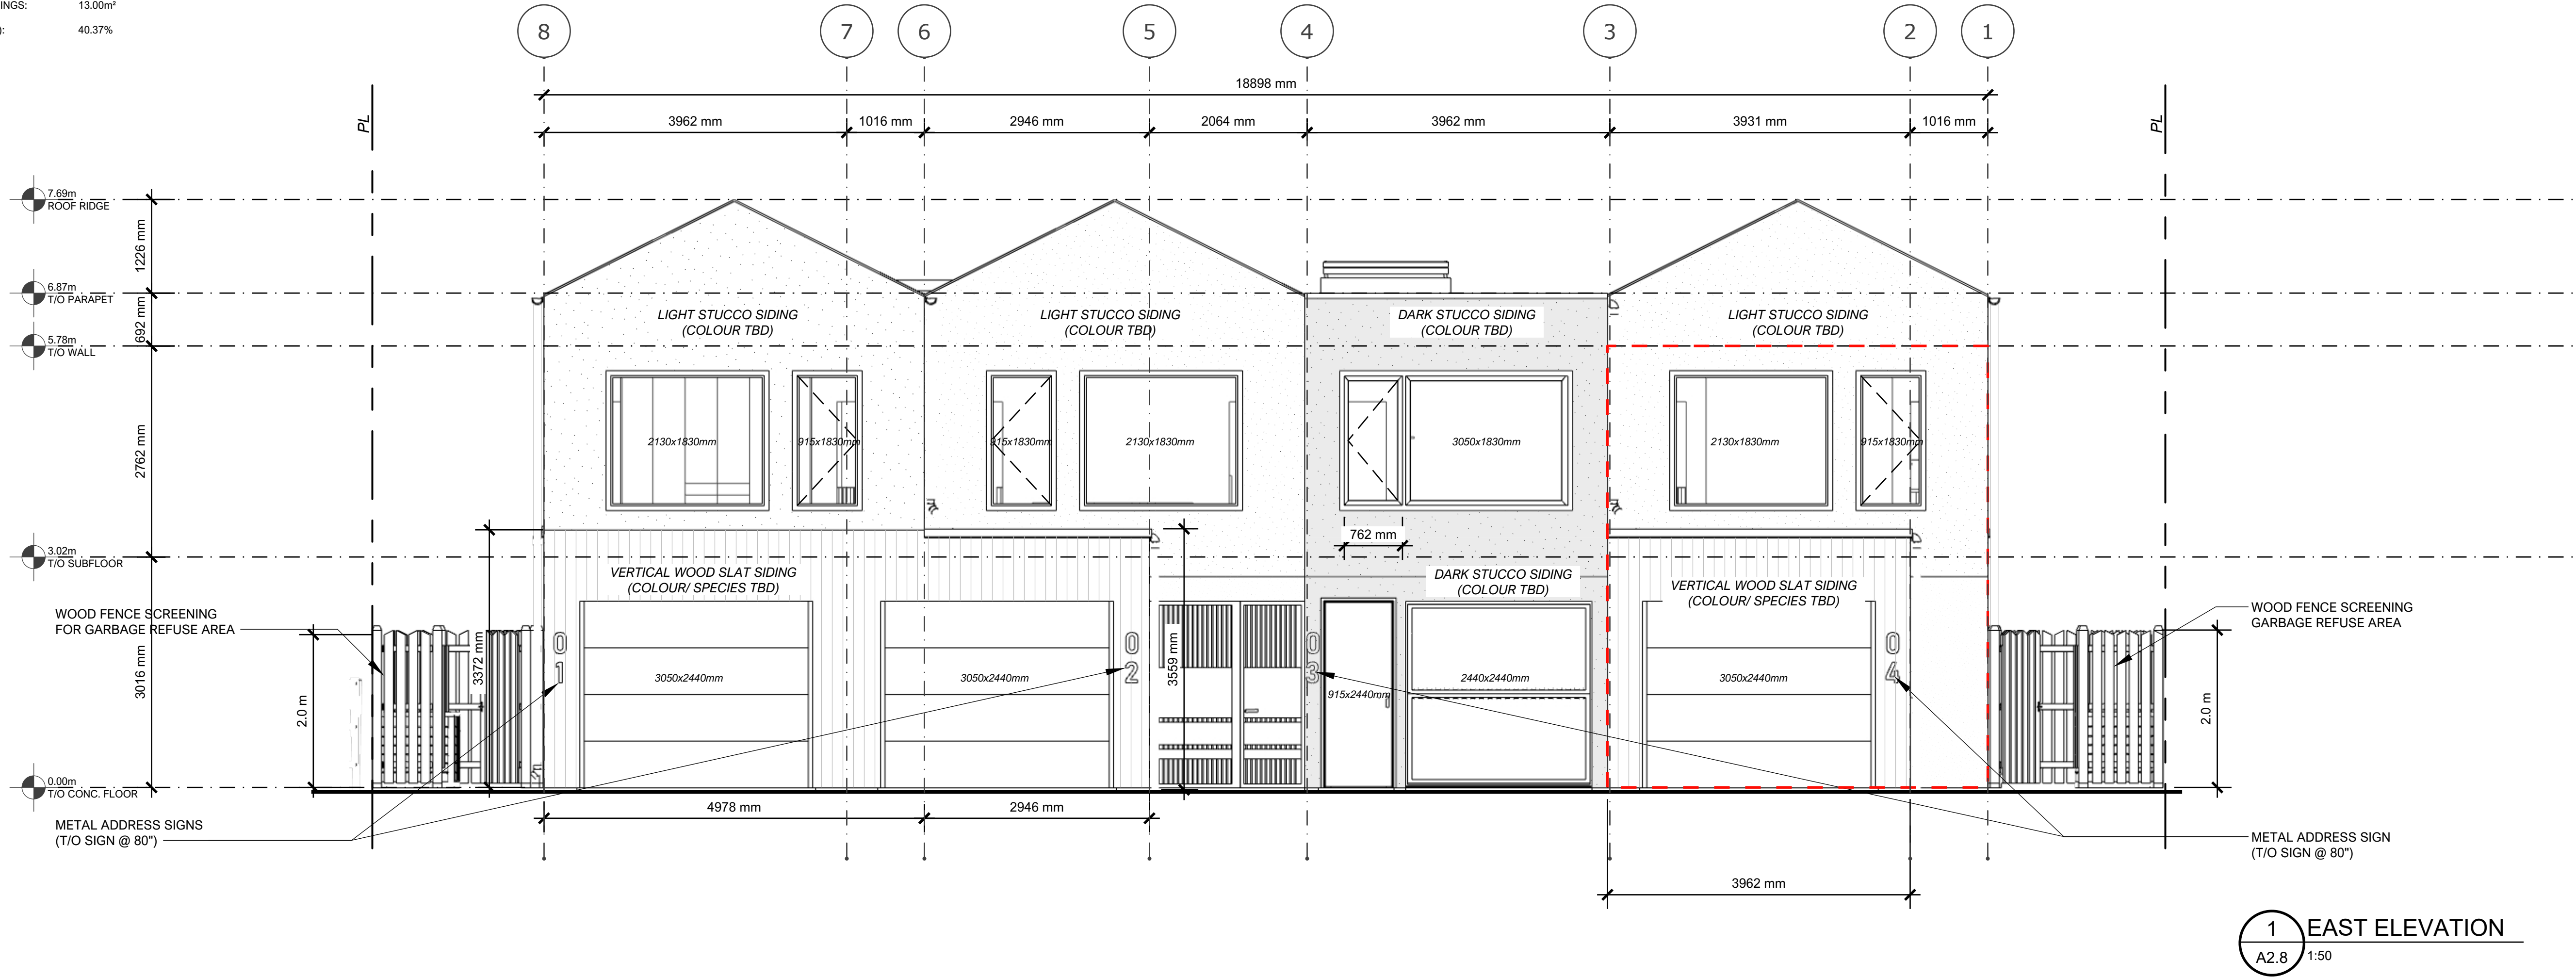 INGS: 13.00m²
): 40.37%
8 7 6 5 4 3 2 1
18898 mm
3962 mm 1016 mm 2946 mm 2064 mm 3962 mm 3931 mm 1016 mm
PL
PL
7.69m
ROOF RIDGE
1226 mm
6.87m
T/O PARAPET
692 mm
5.78m
T/O WALL
2762 mm
3.02m
T/O SUBFLOOR
3016 mm
0.00m
T/O CONC. FLOOR
LIGHT STUCCO SIDING
(COLOUR TBD)
LIGHT STUCCO SIDING
(COLOUR TBD)
DARK STUCCO SIDING
(COLOUR TBD)
LIGHT STUCCO SIDING
(COLOUR TBD)
2130x1830mm
915x1830mm
915x1830mm
2130x1830mm
3050x1830mm
2130x1830mm
915x1830mm
762 mm
VERTICAL WOOD SLAT SIDING
(COLOUR/ SPECIES TBD)
DARK STUCCO SIDING
(COLOUR TBD)
VERTICAL WOOD SLAT SIDING
(COLOUR/ SPECIES TBD)
WOOD FENCE SCREENING
FOR GARBAGE REFUSE AREA
WOOD FENCE SCREENING
GARBAGE REFUSE AREA
2.0 m
3372 mm
01
3050x2440mm
3050x2440mm
02
3559 mm
03
915x2440mm
2440x2440mm
3050x2440mm
04
2.0 m
4978 mm 2946 mm
METAL ADDRESS SIGNS
(T/O SIGN @ 80")
METAL ADDRESS SIGN
(T/O SIGN @ 80")
3962 mm
1
A2.8
EAST ELEVATION
1:50